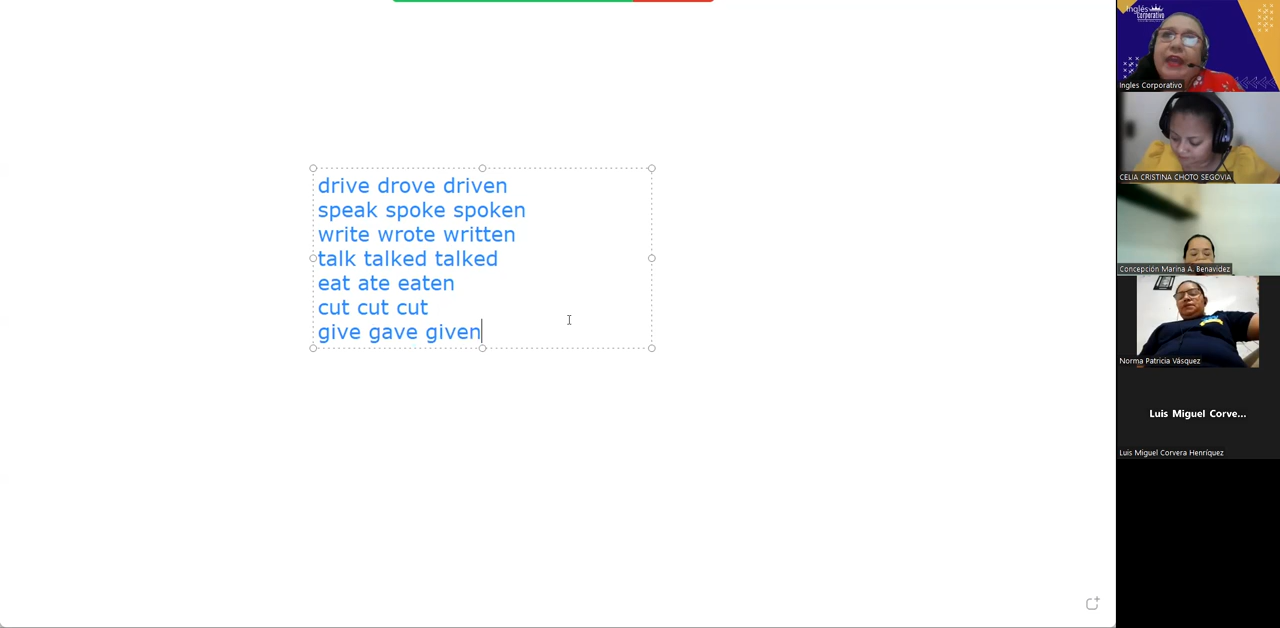 drive drove driven
speak spoke spoken
write wrote written
talk talked talked
eat ate eaten
cut cut cut
give gave given
Inglés
Corporativo
Ingles Corporativo
CELIA CRISTINA CHOTO SEGOVIA
Concepción Marina A. Benavidez
Norma Patricia Vásquez
Luis Miguel Corve...
Luis Miguel Corvera Henríquez